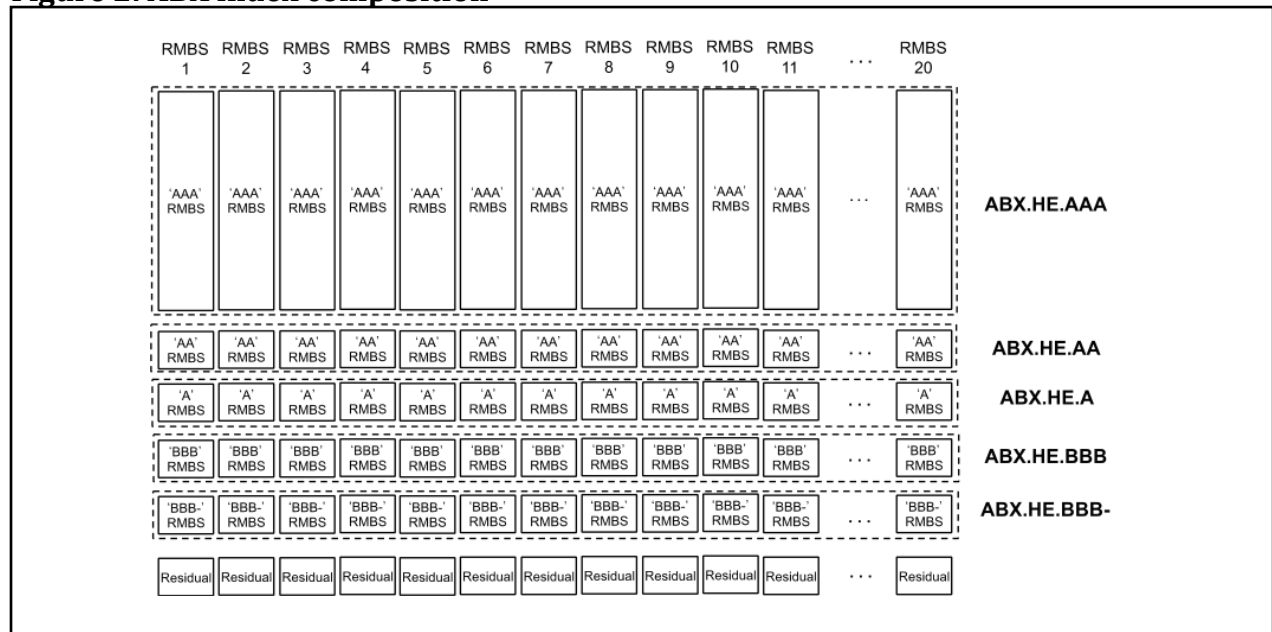 Figure 2: ABX index composition
RMBS RMBS RMBS RMBS RMBS RMBS RMBS RMBS RMBS RMBS RMBS RMBS
1 2 3 4 5 6 7 8 9 10 11 ... 20
'AAA' 'AAA' 'AAA' 'AAA' 'AAA' 'AAA' 'AAA' 'AAA' 'AAA' 'AAA' 'AAA' 'AAA'
RMBS RMBS RMBS RMBS RMBS RMBS RMBS RMBS RMBS RMBS RMBS ... RMBS ABX.HE.AAA
'AA' 'AA' 'AA' 'AA' 'AA' 'AA' 'AA' 'AA' 'AA' 'AA' 'AA' 'AA'
RMBS RMBS RMBS RMBS RMBS RMBS RMBS RMBS RMBS RMBS RMBS ... RMBS ABX.HE.AA
'A' 'A' 'A' 'A' 'A' 'A' 'A' 'A' 'A' 'A' 'A' 'A'
RMBS RMBS RMBS RMBS RMBS RMBS RMBS RMBS RMBS RMBS RMBS ... RMBS ABX.HE.A
'BBB' 'BBB' 'BBB' 'BBB' 'BBB' 'BBB' 'BBB' 'BBB' 'BBB' 'BBB' 'BBB' 'BBB'
RMBS RMBS RMBS RMBS RMBS RMBS RMBS RMBS RMBS RMBS RMBS ... RMBS ABX.HE.BBB
'BBB-' 'BBB-' 'BBB-' 'BBB-' 'BBB-' 'BBB-' 'BBB-' 'BBB-' 'BBB-' 'BBB-' 'BBB-' 'BBB-'
RMBS RMBS RMBS RMBS RMBS RMBS RMBS RMBS RMBS RMBS RMBS ... RMBS ABX.HE.BBB-
Residual Residual Residual Residual Residual Residual Residual Residual Residual Residual Residual ... Residual